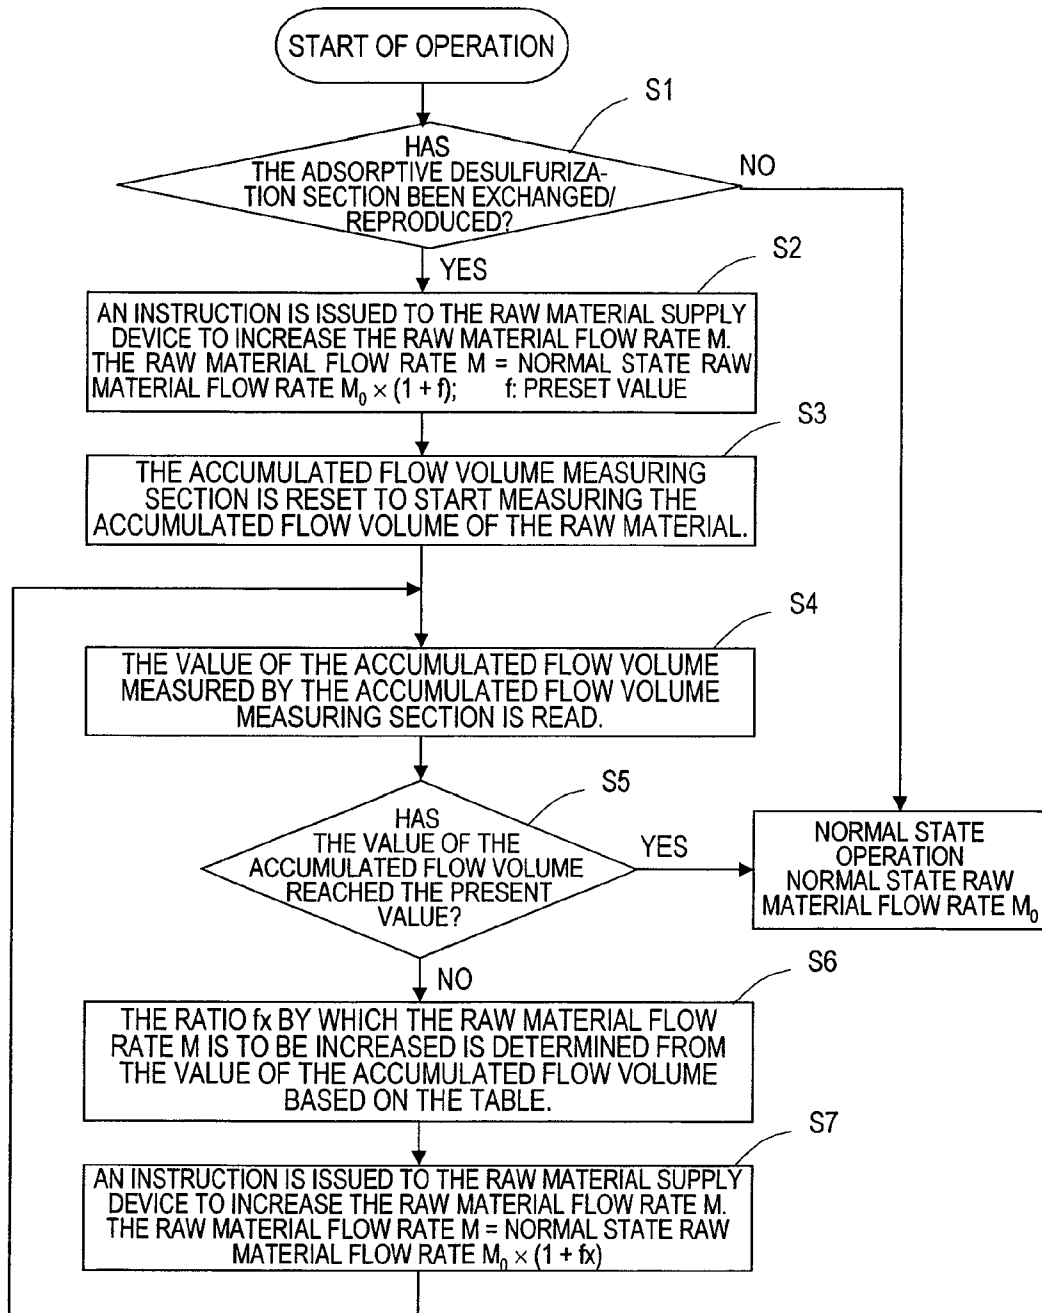 START OF OPERATION
S1
HAS
THE ADSORPTIVE DESULFURIZA-
TION SECTION BEEN EXCHANGED/
REPRODUCED?
NO
YES
S2
AN INSTRUCTION IS ISSUED TO THE RAW MATERIAL SUPPLY
DEVICE TO INCREASE THE RAW MATERIAL FLOW RATE M.
THE RAW MATERIAL FLOW RATE M = NORMAL STATE RAW
MATERIAL FLOW RATE M₀ × (1 + f); f: PRESET VALUE
S3
THE ACCUMULATED FLOW VOLUME MEASURING
SECTION IS RESET TO START MEASURING THE
ACCUMULATED FLOW VOLUME OF THE RAW MATERIAL.
S4
THE VALUE OF THE ACCUMULATED FLOW VOLUME
MEASURED BY THE ACCUMULATED FLOW VOLUME
MEASURING SECTION IS READ.
S5
HAS
THE VALUE OF THE
ACCUMULATED FLOW VOLUME
REACHED THE PRESENT
VALUE?
YES
NORMAL STATE
OPERATION
NORMAL STATE RAW
MATERIAL FLOW RATE M₀
NO
S6
THE RATIO fx BY WHICH THE RAW MATERIAL FLOW
RATE M IS TO BE INCREASED IS DETERMINED FROM
THE VALUE OF THE ACCUMULATED FLOW VOLUME
BASED ON THE TABLE.
S7
AN INSTRUCTION IS ISSUED TO THE RAW MATERIAL SUPPLY
DEVICE TO INCREASE THE RAW MATERIAL FLOW RATE M.
THE RAW MATERIAL FLOW RATE M = NORMAL STATE RAW
MATERIAL FLOW RATE M₀ × (1 + fx)